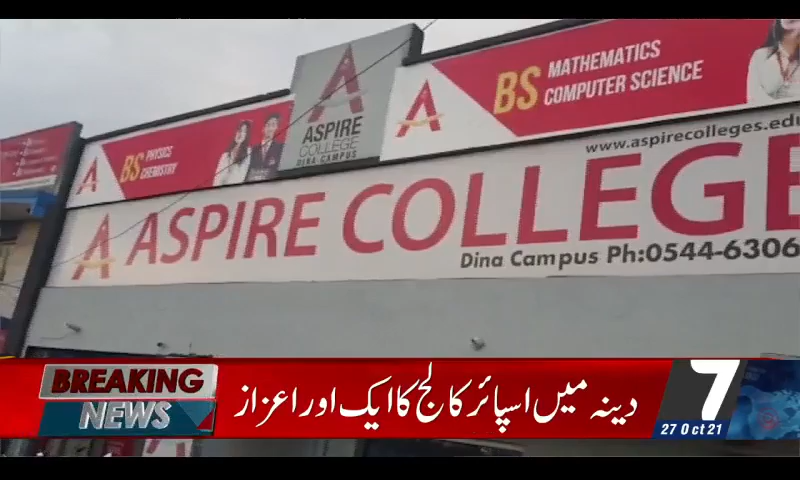 BS MATHEMATICS
COMPUTER SCIENCE
BS PHYSICS
CHEMISTRY
ASPIRE
COLLEGE
DINA CAMPUS
www.aspirecolleges.edu
ASPIRE COLLEGE
Dina Campus Ph:0544-6306
BREAKING
NEWS
دینہ میں اسپائر کالج کا ایک اور اعزاز
7
27 Oct 21